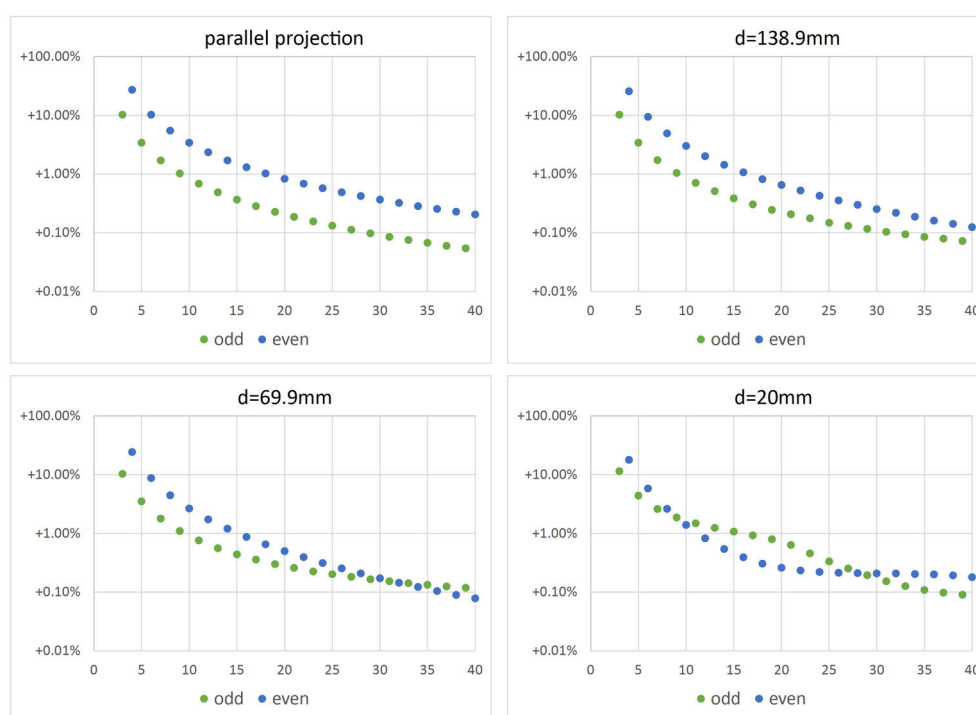 parallel projection
+100.00%
+10.00%
+1.00%
+0.10%
+0.01%
0 5 10 15 20 25 30 35 40
odd even
d=138.9mm
+100.00%
+10.00%
+1.00%
+0.10%
+0.01%
0 5 10 15 20 25 30 35 40
odd even
d=69.9mm
+100.00%
+10.00%
+1.00%
+0.10%
+0.01%
0 5 10 15 20 25 30 35 40
odd even
d=20mm
+100.00%
+10.00%
+1.00%
+0.10%
+0.01%
0 5 10 15 20 25 30 35 40
odd even